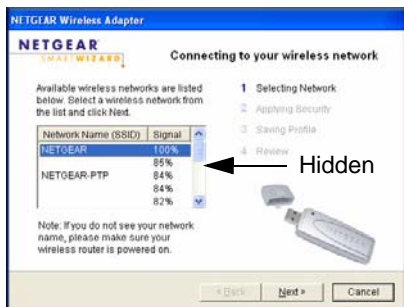 NETGEAR Wireless Adapter
NETGEAR
SMARTWIZARD
Connecting to your wireless network
Available wireless networks are listed
below. Select a wireless network from
the list and click Next.
Network Name (SSID) Signal
NETGEAR 100%
85%
NETGEAR-PTP 84%
84%
82%
Note: If you do not see your network
name, please make sure your
wireless router is powered on.
1 Selecting Network
2 Applying Security
3 Saving Profile
4 Review
Hidden
< Back
Next >
Cancel